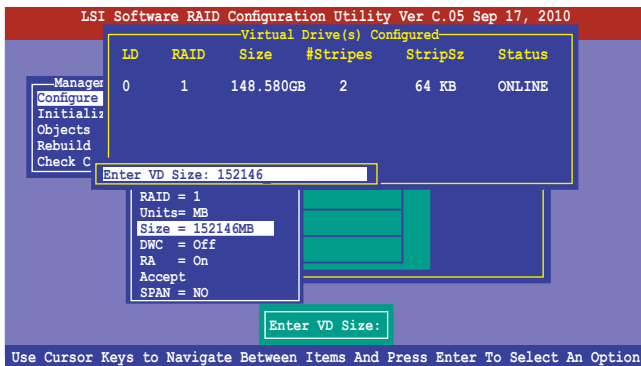 LSI Software RAID Configuration Utility Ver C.05 Sep 17, 2010
Virtual Drive(s) Configured
LD RAID Size #Stripes StripSz Status
0 1 148.580GB 2 64 KB ONLINE
Configure
Objects
Rebuild
Check C
Enter VD Size: 152146_
RAID = 1
Units= MB
Size = 152146MB
DWC = Off
RA = On
Accept
SPAN = NO
Enter VD Size:
Use Cursor Keys to Navigate Between Items And Press Enter To Select An Option